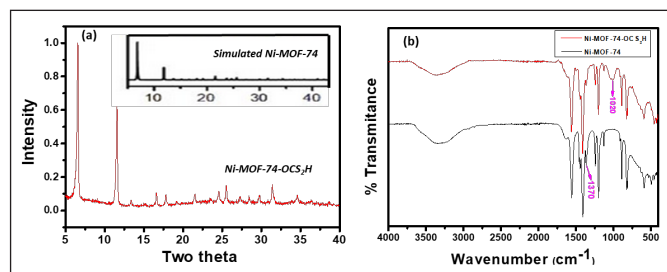 (a)
Simulated Ni-MOF-74
5 10 20 30 40
Ni-MOF-74-OCS2H
Intensity
1.0
0.8
0.6
0.4
0.2
0.0
5 10 15 20 25 30 35 40
Two theta
(b)
Ni-MOF-74-OCS2H
Ni-MOF-74
1020
1370
% Transmitance
4000 3500 3000 2500 2000 1500 1000 500
Wavenumber (cm-1)